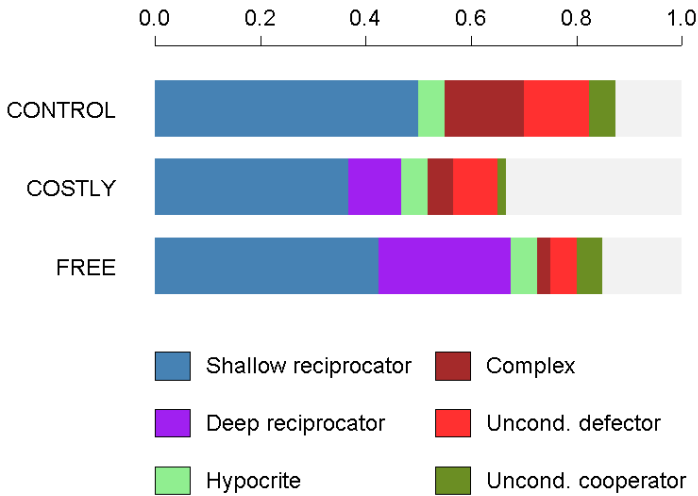 0.0 0.2 0.4 0.6 0.8 1.0
CONTROL
COSTLY
FREE
Shallow reciprocator Complex
Deep reciprocator Uncond. defector
Hypocrite Uncond. cooperator